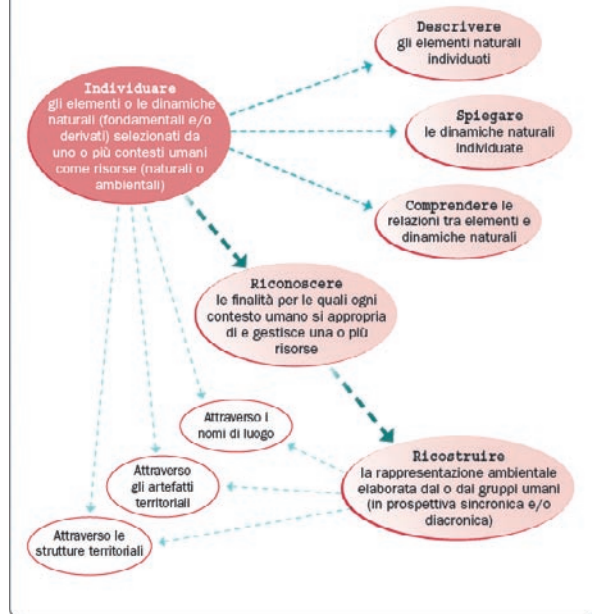 Descrivere
gli elementi naturali
individuati
Individuare
gli elementi o le dinamiche
naturali (fondamentali e/o
derivati) selezionati da
uno o più contesti umani
come risorse (naturali o
ambientali)
Spiegare
le dinamiche naturali
individuate
Comprendere le
relazioni tra elementi e
dinamiche naturali
Riconoscere
le finalità per le quali ogni
contesto umano si appropria
di e gestisce una o più
risorse
Attraverso i
nomi di luogo
Attraverso
gli artefatti
territoriali
Attraverso le
strutture territoriali
Ricostruire
la rappresentazione ambientale
elaborata dal o dai gruppi umani
(in prospettiva sincronica e/o
diacronica)